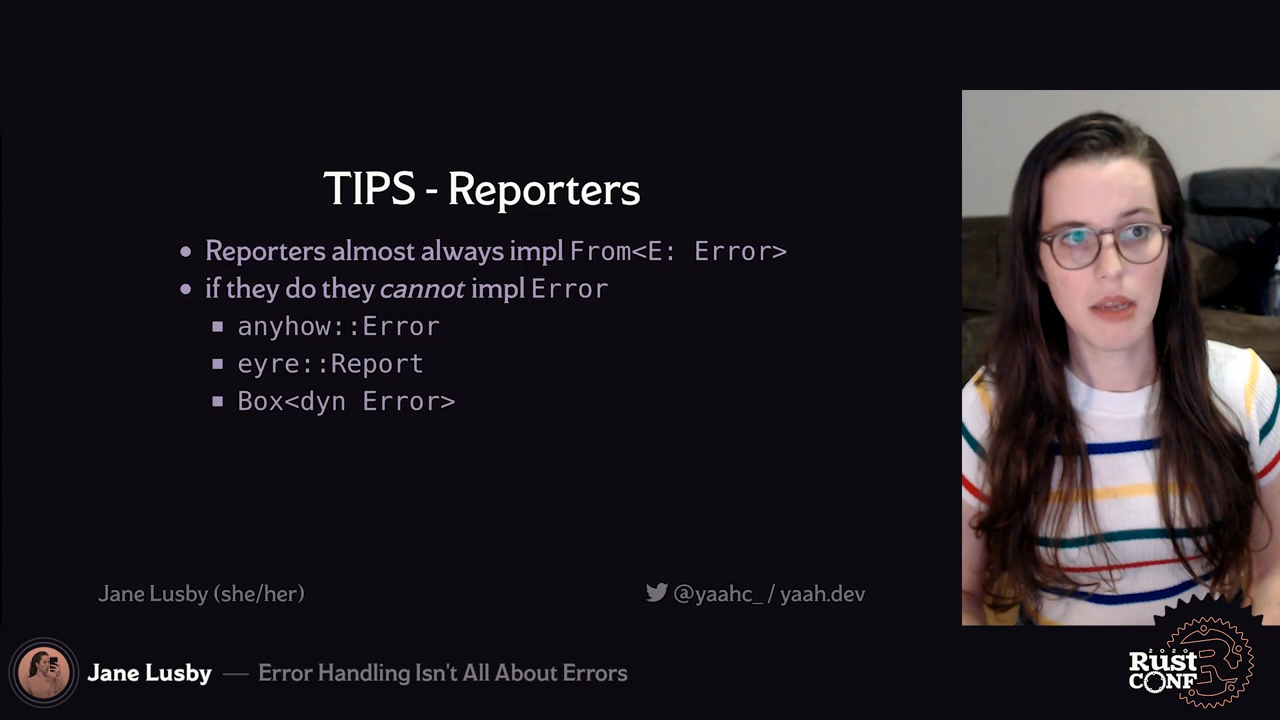 TIPS - Reporters
• Reporters almost always impl From<E: Error>
• if they do they cannot impl Error
▪ anyhow::Error
▪ eyre::Report
▪ Box<dyn Error>
Jane Lusby (she/her)
@yaahc_ / yaah.dev
Jane Lusby — Error Handling Isn't All About Errors
2020
Rust
CONF
R